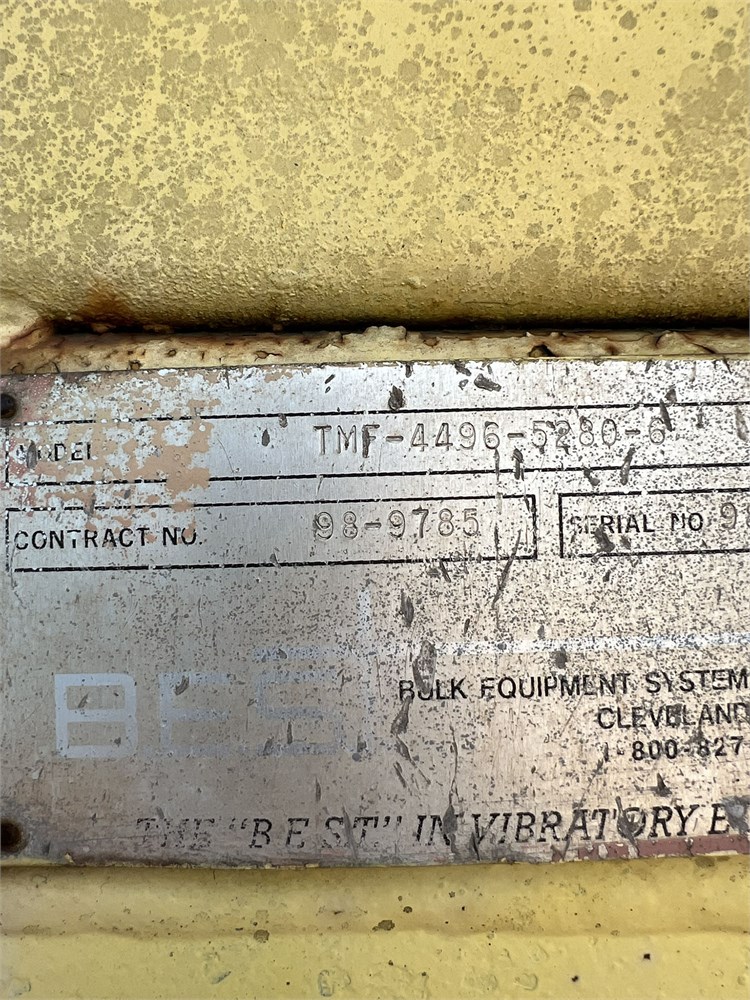 MODEL TMF-4496-5280-6
CONTRACT NO. 98-9785 SERIAL NO 9
BEST
BULK EQUIPMENT SYSTEM
CLEVELAND
1-800-827
THE "BEST" IN VIBRATORY E